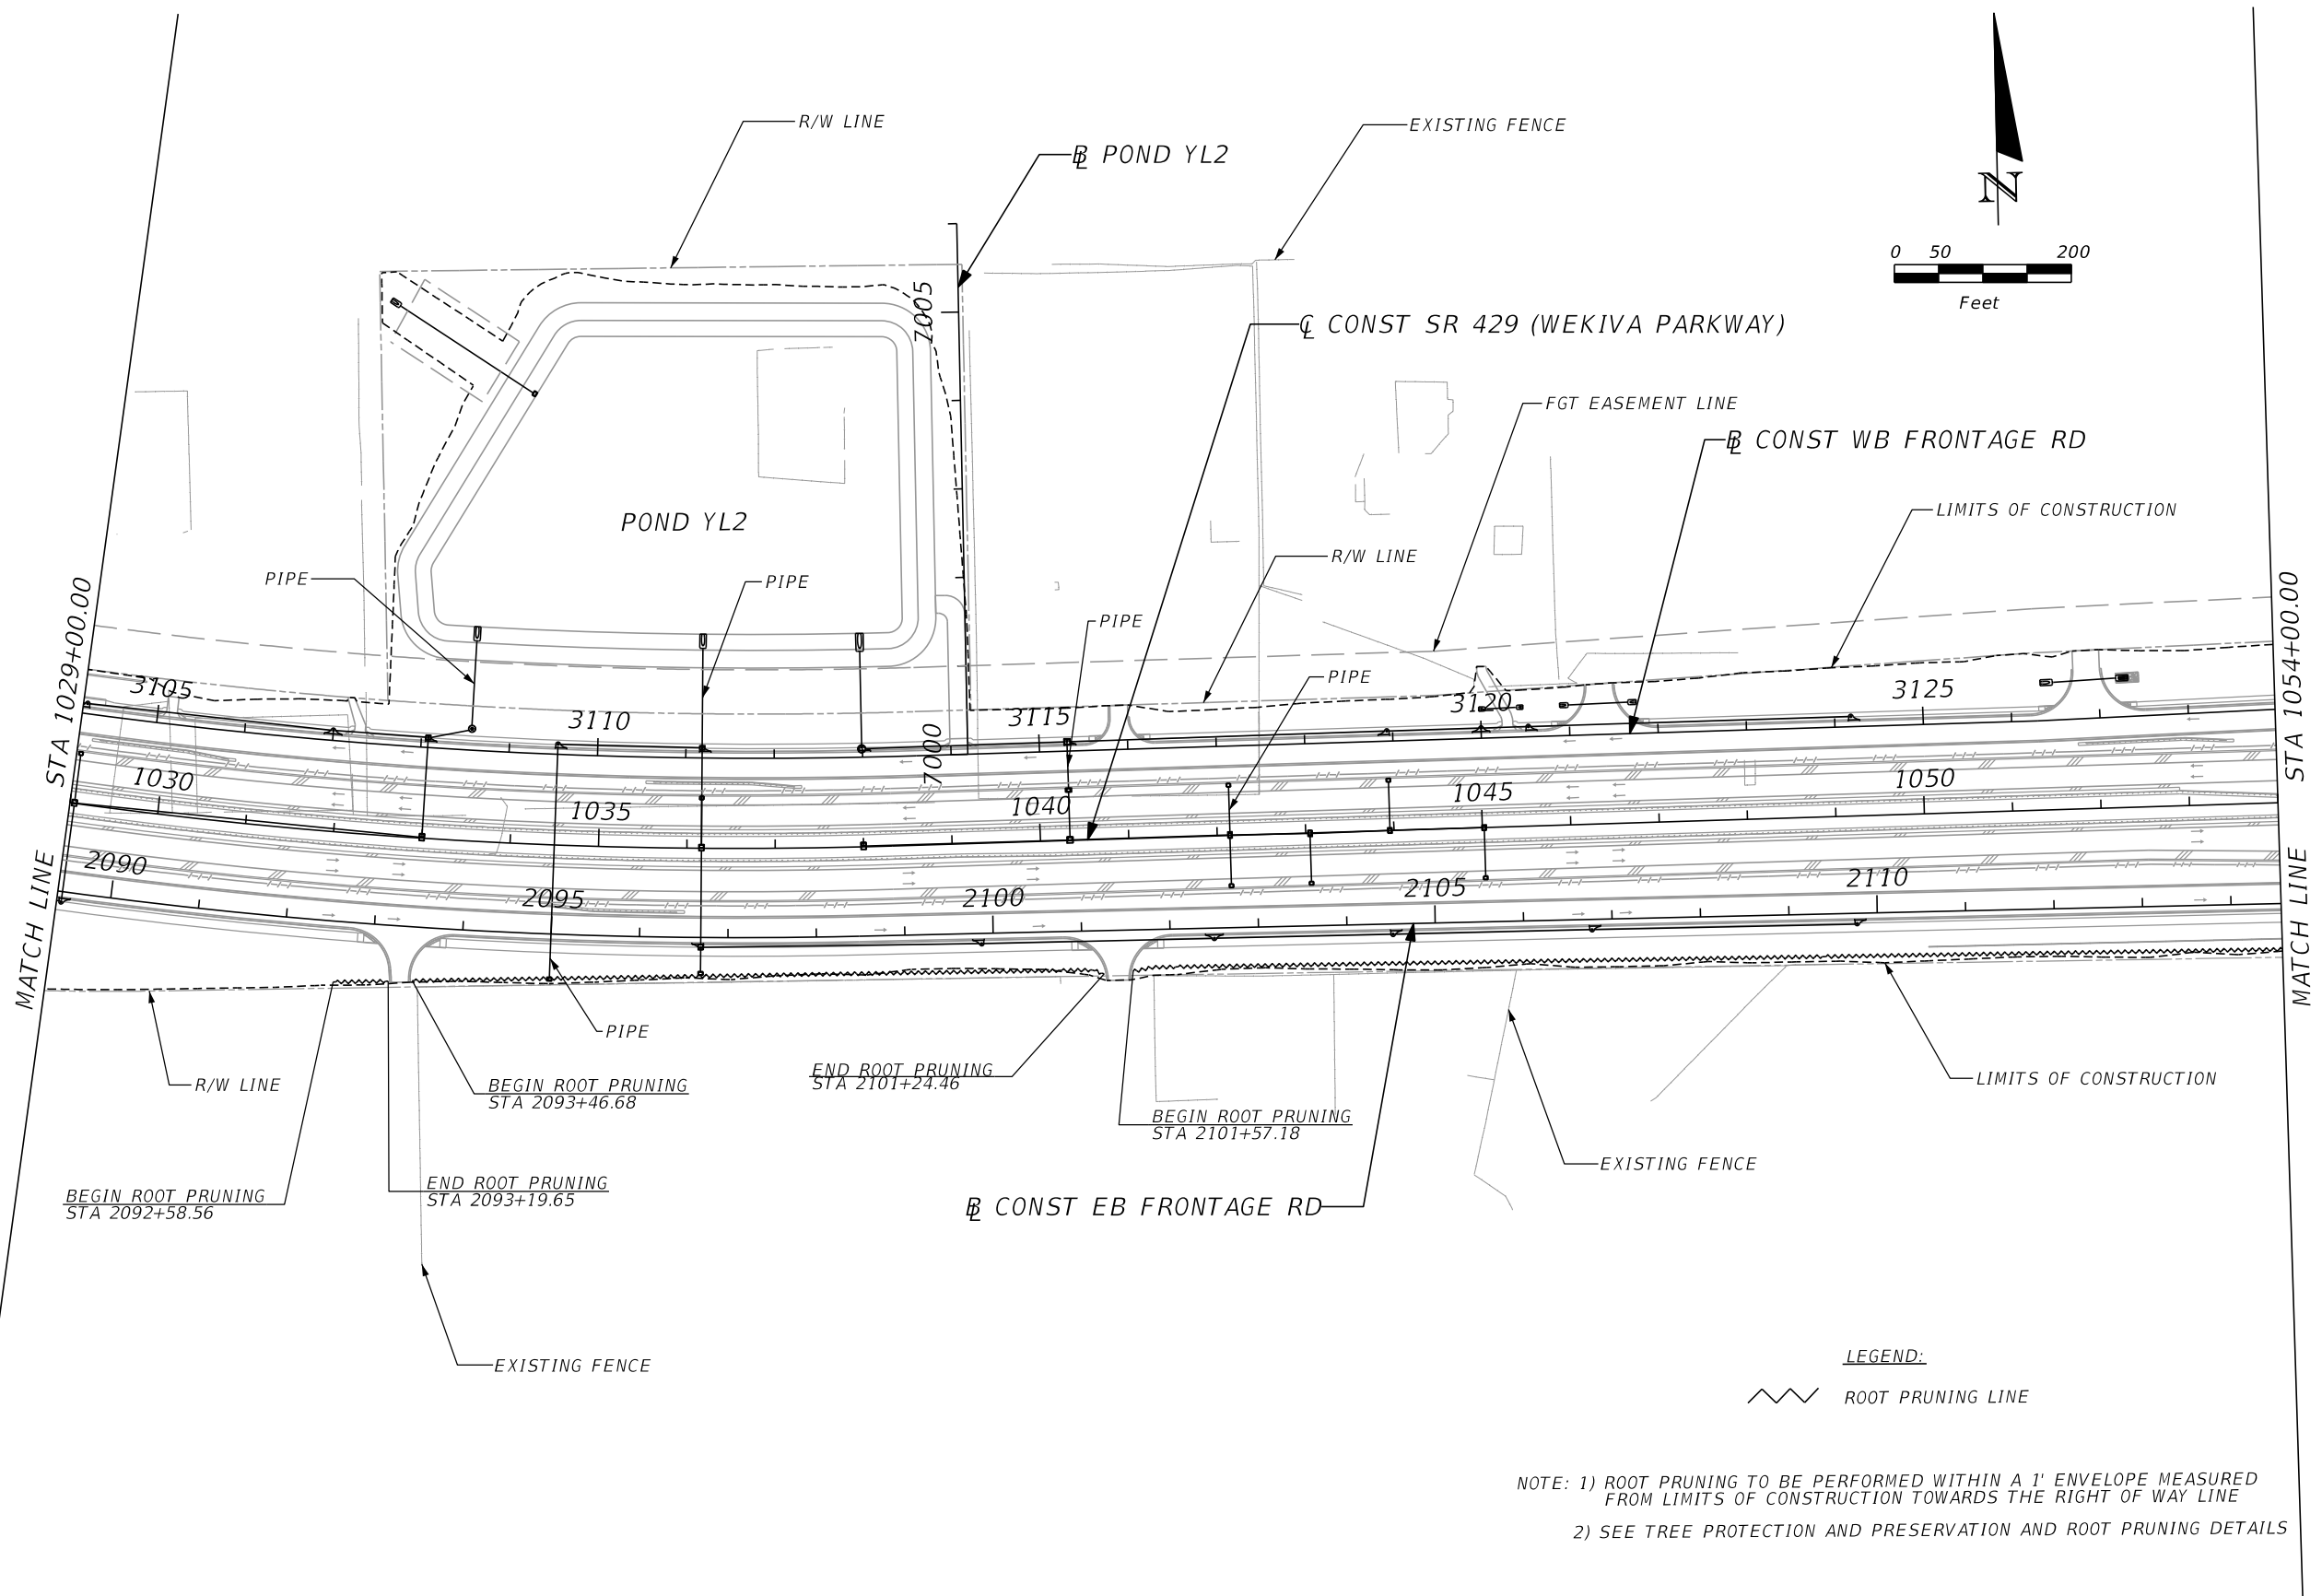 R/W LINE
EXISTING FENCE
℄ POND YL2
N
0 50 200
Feet
7005
℄ CONST SR 429 (WEKIVA PARKWAY)
FGT EASEMENT LINE
℄ CONST WB FRONTAGE RD
LIMITS OF CONSTRUCTION
POND YL2
R/W LINE
PIPE
PIPE
PIPE
PIPE
MATCH LINE STA 1029+00.00
MATCH LINE STA 1054+00.00
3105
3110
3115
3120
3125
7000
1030
1035
1040
1045
1050
2090
2095
2100
2105
2110
PIPE
R/W LINE
BEGIN ROOT PRUNING
STA 2093+46.68
END ROOT PRUNING
STA 2101+24.46
BEGIN ROOT PRUNING
STA 2101+57.18
LIMITS OF CONSTRUCTION
EXISTING FENCE
BEGIN ROOT PRUNING
STA 2092+58.56
END ROOT PRUNING
STA 2093+19.65
℄ CONST EB FRONTAGE RD
EXISTING FENCE
LEGEND:
ROOT PRUNING LINE
NOTE: 1) ROOT PRUNING TO BE PERFORMED WITHIN A 1' ENVELOPE MEASURED
FROM LIMITS OF CONSTRUCTION TOWARDS THE RIGHT OF WAY LINE
2) SEE TREE PROTECTION AND PRESERVATION AND ROOT PRUNING DETAILS